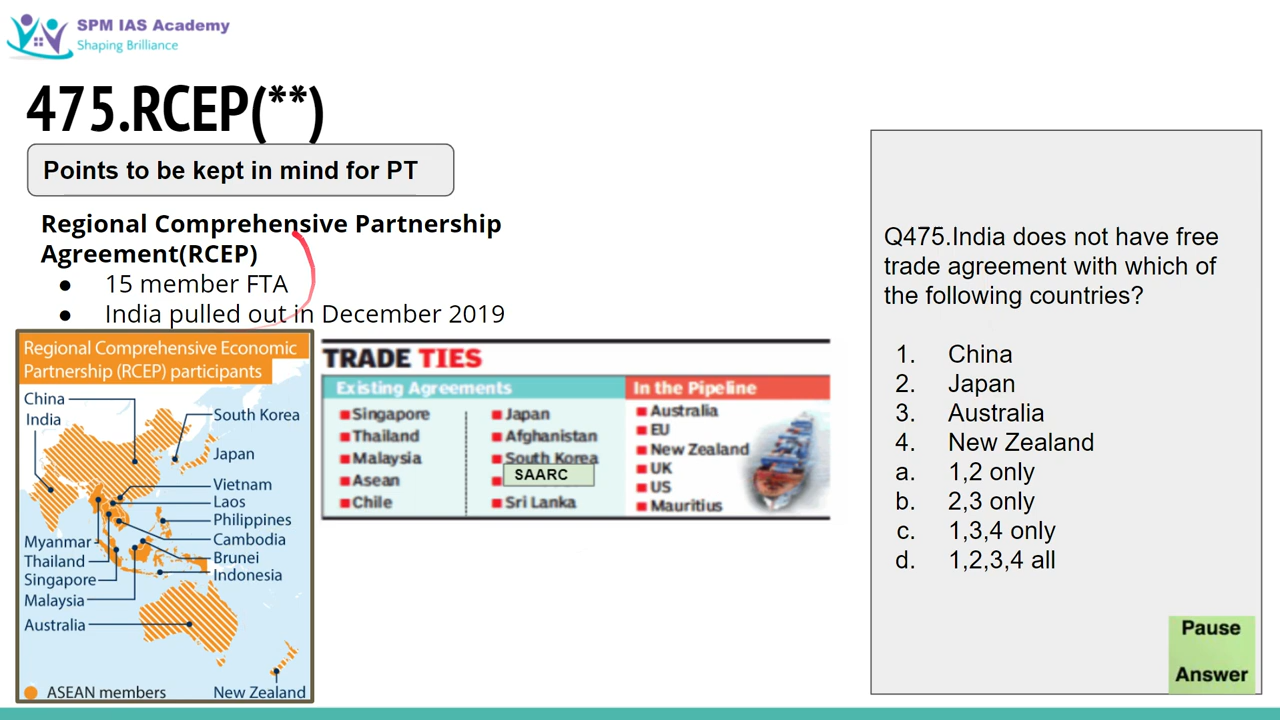 SPM IAS Academy
Shaping Brilliance
475.RCEP(**)
Points to be kept in mind for PT
Regional Comprehensive Partnership
Agreement(RCEP)
● 15 member FTA
● India pulled out in December 2019
Regional Comprehensive Economic
Partnership (RCEP) participants
China
India
South Korea
Japan
Vietnam
Laos
Philippines
Cambodia
Brunei
Indonesia
Myanmar
Thailand
Singapore
Malaysia
Australia
New Zealand
ASEAN members
TRADE TIES
Existing Agreements
Singapore
Thailand
Malaysia
Asean
Chile
Japan
Afghanistan
South Korea
SAARC
Sri Lanka
In the Pipeline
Australia
EU
New Zealand
UK
US
Mauritius
Q475.India does not have free
trade agreement with which of
the following countries?
1. China
2. Japan
3. Australia
4. New Zealand
a. 1,2 only
b. 2,3 only
c. 1,3,4 only
d. 1,2,3,4 all
Pause
Answer